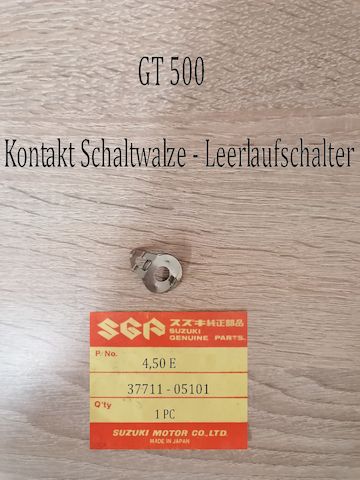 GT 500
Kontakt Schaltwalze - Leerlaufschalter
SGP スズキ純正部品
SUZUKI
GENUINE PARTS.
P. No.
4,50 E
37711 - 05101
Q'ty
1 PC
SUZUKI MOTOR CO., LTD.
MADE IN JAPAN